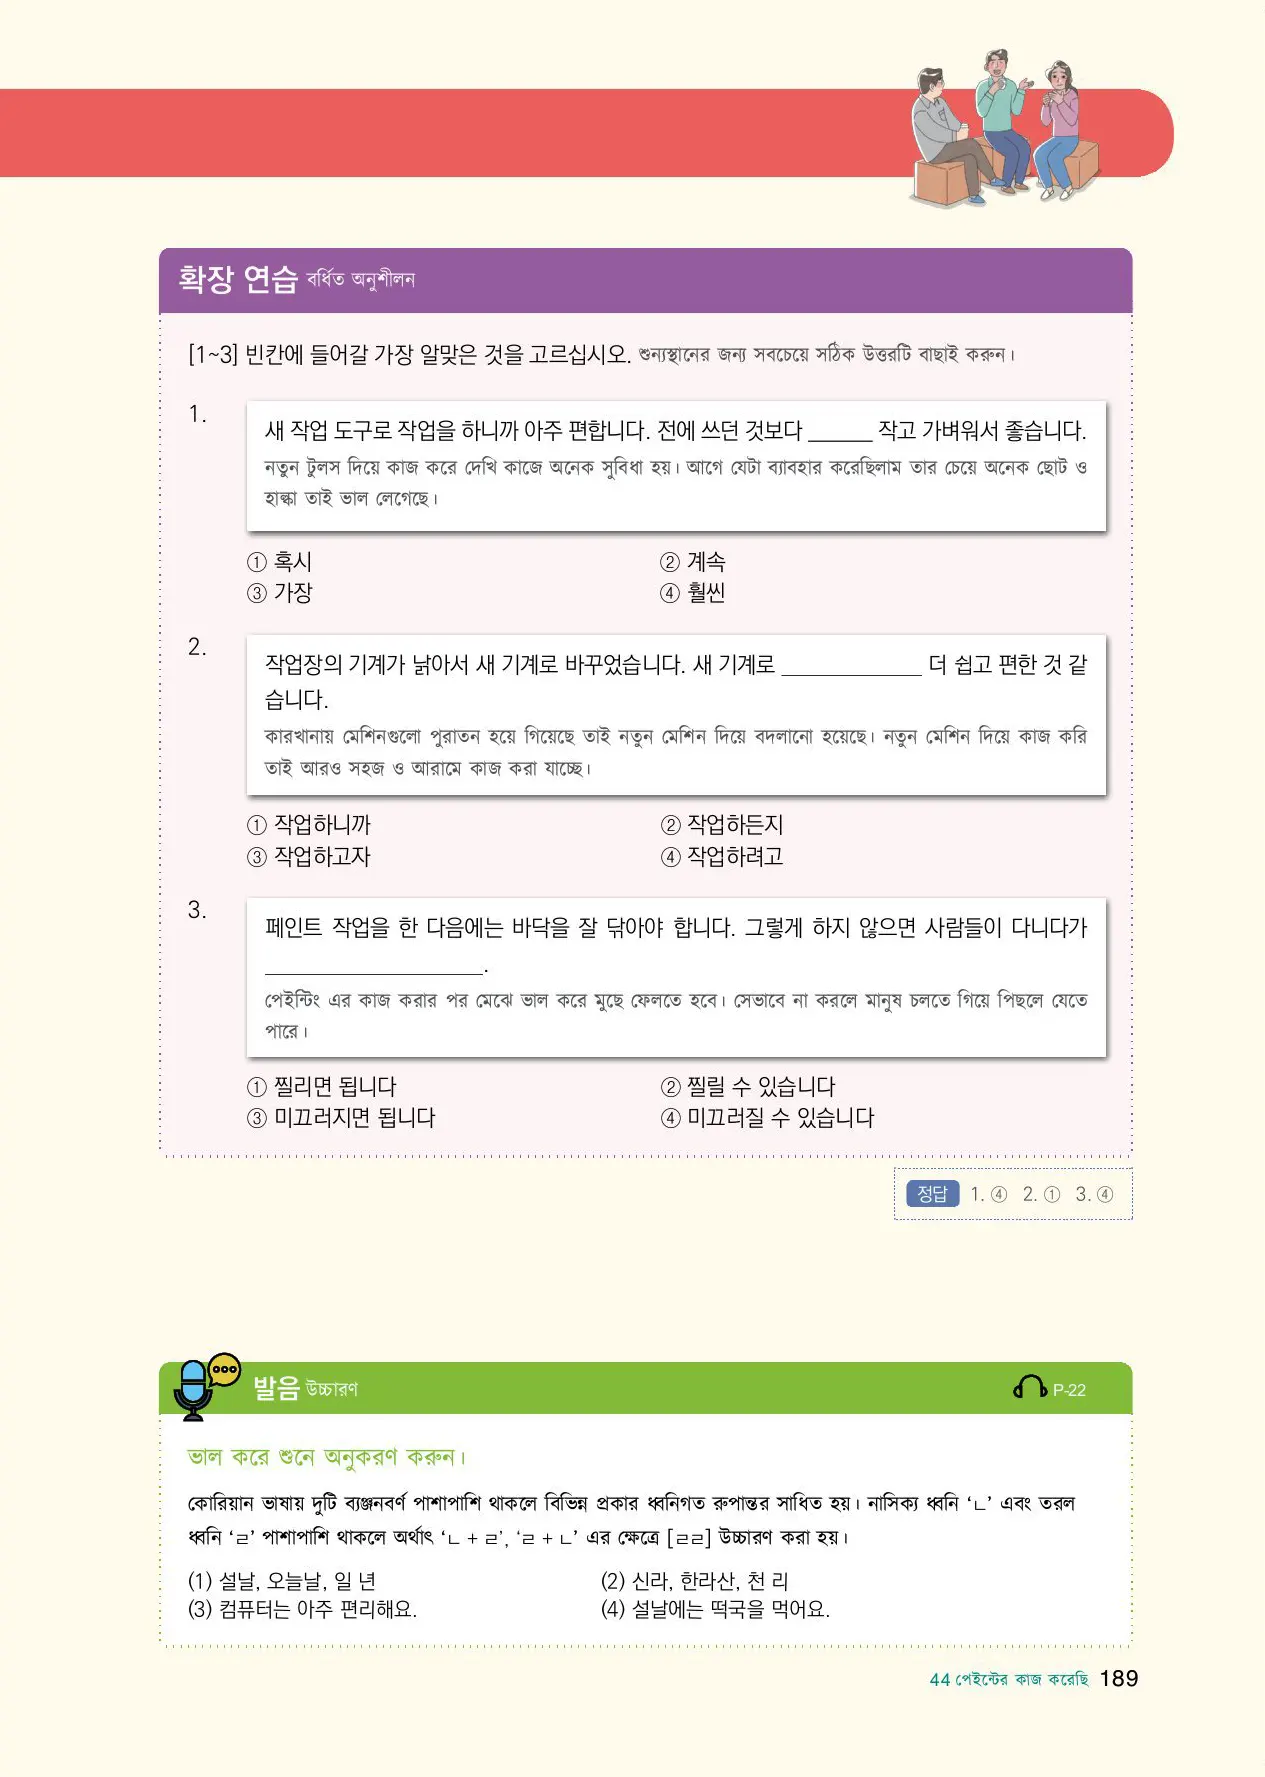 확장 연습 বর্ধিত অনুশীলন
[1~3] 빈칸에 들어갈 가장 알맞은 것을 고르십시오. শুন্যস্থানের জন্য সবচেয়ে সঠিক উত্তরটি বাছাই করুন।
1.
새 작업 도구로 작업을 하니까 아주 편합니다. 전에 쓰던 것보다 ______ 작고 가벼워서 좋습니다.
নতুন টুলস দিয়ে কাজ করে দেখি কাজে অনেক সুবিধা হয়। আগে যেটা ব্যাবহার করেছিলাম তার চেয়ে অনেক ছোট ও
হাল্কা তাই ভাল লেগেছে।
① 혹시 ② 계속
③ 가장 ④ 훨씬
2.
작업장의 기계가 낡아서 새 기계로 바꾸었습니다. 새 기계로 _____________ 더 쉽고 편한 것 같
습니다.
কারখানায় মেশিনগুলো পুরাতন হয়ে গিয়েছে তাই নতুন মেশিন দিয়ে বদলানো হয়েছে। নতুন মেশিন দিয়ে কাজ করি
তাই আরও সহজ ও আরামে কাজ করা যাচ্ছে।
① 작업하니까 ② 작업하든지
③ 작업하고자 ④ 작업하려고
3.
페인트 작업을 한 다음에는 바닥을 잘 닦아야 합니다. 그렇게 하지 않으면 사람들이 다니다가
____________________.
পেইন্টিং এর কাজ করার পর মেঝে ভাল করে মুছে ফেলতে হবে। সেভাবে না করলে মানুষ চলতে গিয়ে পিছলে যেতে
পারে।
① 찔리면 됩니다 ② 찔릴 수 있습니다
③ 미끄러지면 됩니다 ④ 미끄러질 수 있습니다
정답 1. ④ 2. ① 3. ④
발음 উচ্চারণ P-22
ভাল করে শুনে অনুকরণ করুন।
কোরিয়ান ভাষায় দুটি ব্যঞ্জনবর্ণ পাশাপাশি থাকলে বিভিন্ন প্রকার ধ্বনিগত রুপান্তর সাধিত হয়। নাসিক্য ধ্বনি ‘ㄴ’ এবং তরল
ধ্বনি ‘ㄹ’ পাশাপাশি থাকলে অর্থাৎ ‘ㄴ + ㄹ’, ‘ㄹ + ㄴ’ এর ক্ষেত্রে [ㄹㄹ] উচ্চারণ করা হয়।
(1) 설날, 오늘날, 일 년 (2) 신라, 한라산, 천 리
(3) 컴퓨터는 아주 편리해요. (4) 설날에는 떡국을 먹어요.
44 পেইন্টের কাজ করেছি 189